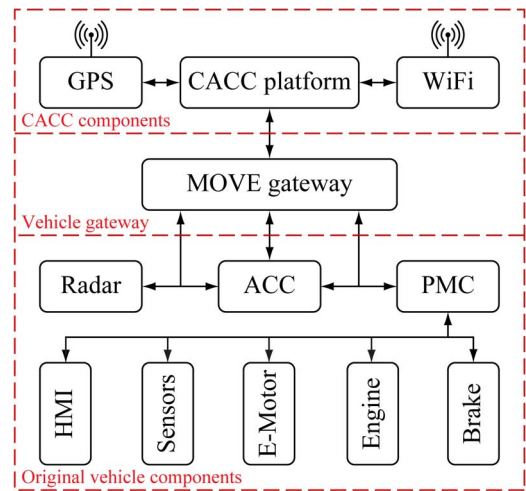 GPS
CACC platform
WiFi
CACC components
MOVE gateway
Vehicle gateway
Radar
ACC
PMC
HMI
Sensors
E-Motor
Engine
Brake
Original vehicle components